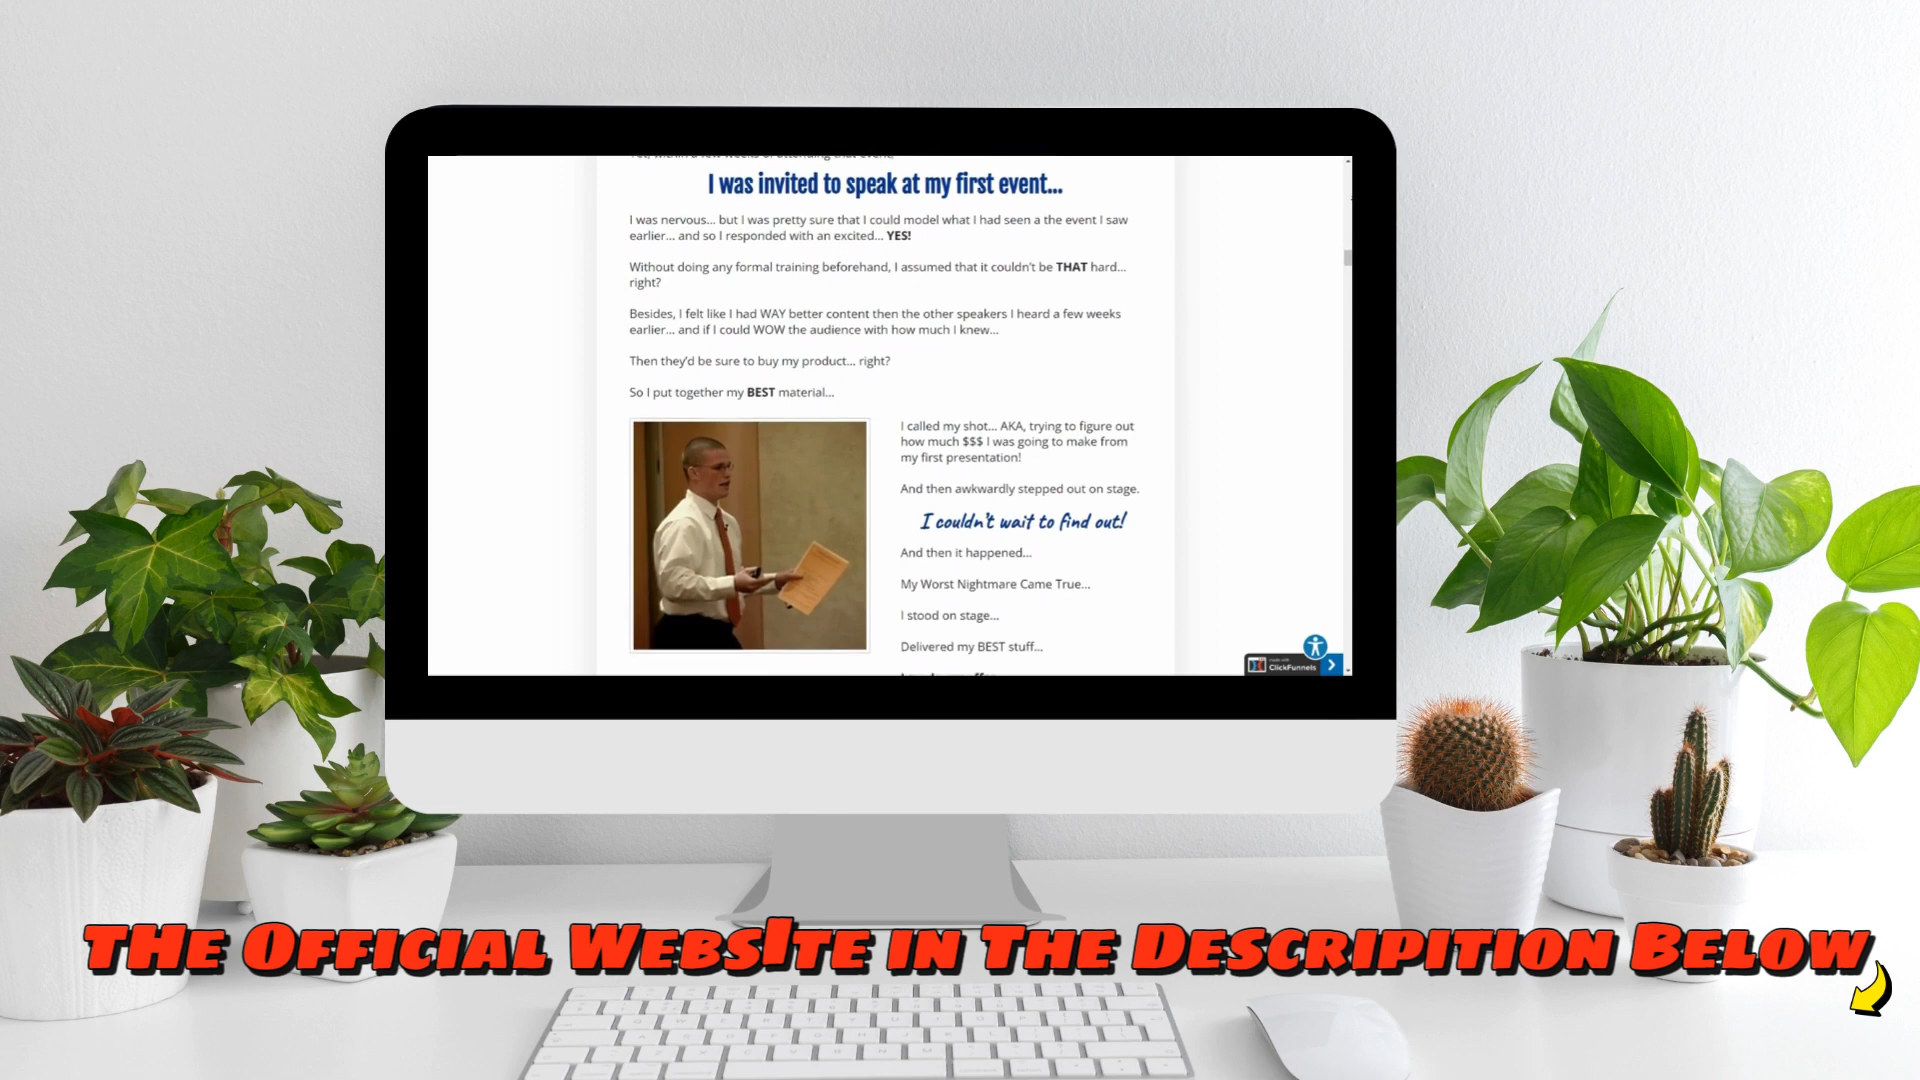 I was invited to speak at my first event...
I was nervous... but I was pretty sure that I could model what I had seen a the event I saw
earlier... and so I responded with an excited... YES!
Without doing any formal training beforehand, I assumed that it couldn't be THAT hard...
right?
Besides, I felt like I had WAY better content then the other speakers I heard a few weeks
earlier... and if I could WOW the audience with how much I knew...
Then they'd be sure to buy my product... right?
So I put together my BEST material...
I called my shot... AKA, trying to figure out
how much $$$ I was going to make from
my first presentation!
And then awkwardly stepped out on stage.
I couldn't wait to find out!
And then it happened...
My Worst Nightmare Came True...
I stood on stage...
Delivered my BEST stuff...
made with
ClickFunnels
THe Official WebsIte in The Descripition Below